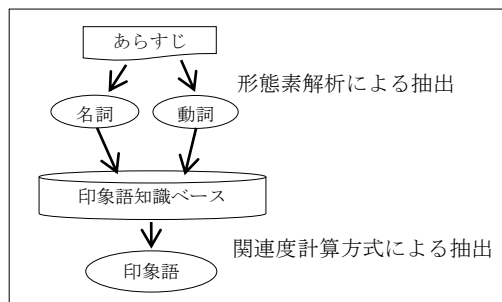 あらすじ
形態素解析による抽出
名詞
動詞
印象語知識ベース
関連度計算方式による抽出
印象語